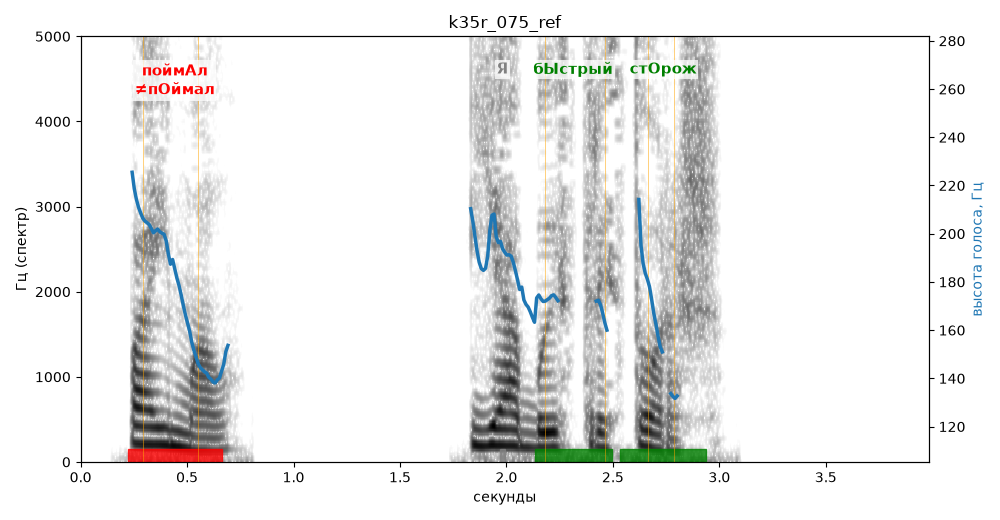 k35r_075_ref
5000
4000
3000
2000
1000
0
Гц (спектр)
280
260
240
220
200
180
160
140
120
высота голоса, Гц
поймАл
≠пОймал
Я
бЫстрый
стОрож
0.0 0.5 1.0 1.5 2.0 2.5 3.0 3.5
секунды